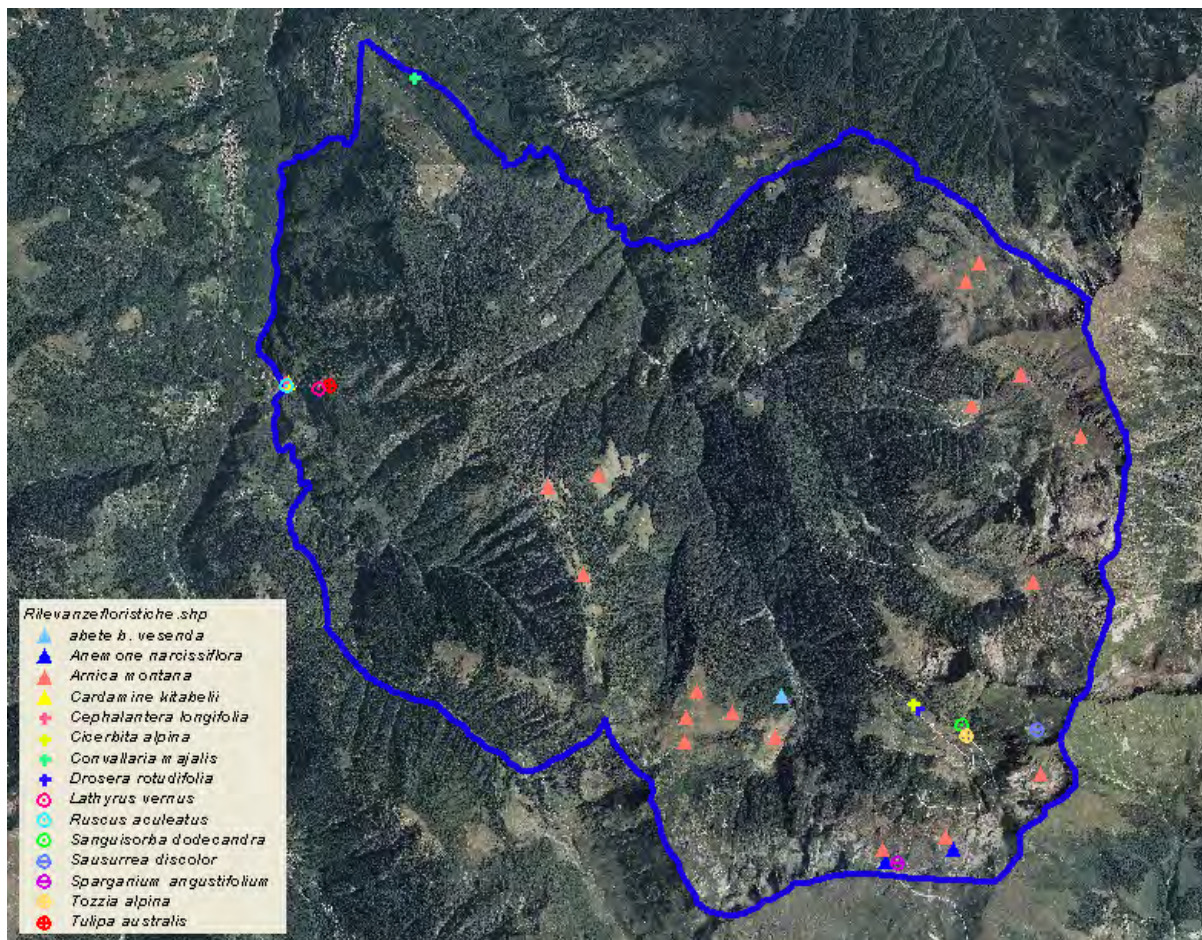 Rilevanzefloristiche.shp
abete b. vesenda
Anemone narcissiflora
Arnica montana
Cardamine kitabelii
Cephalantera longifolia
Cicerbita alpina
Convallaria majalis
Drosera rotudifolia
Lathyrus vernus
Ruscus aculeatus
Sanguisorba dodecandra
Sausurrea discolor
Sparganium angustifolium
Tozzia alpina
Tulipa australis